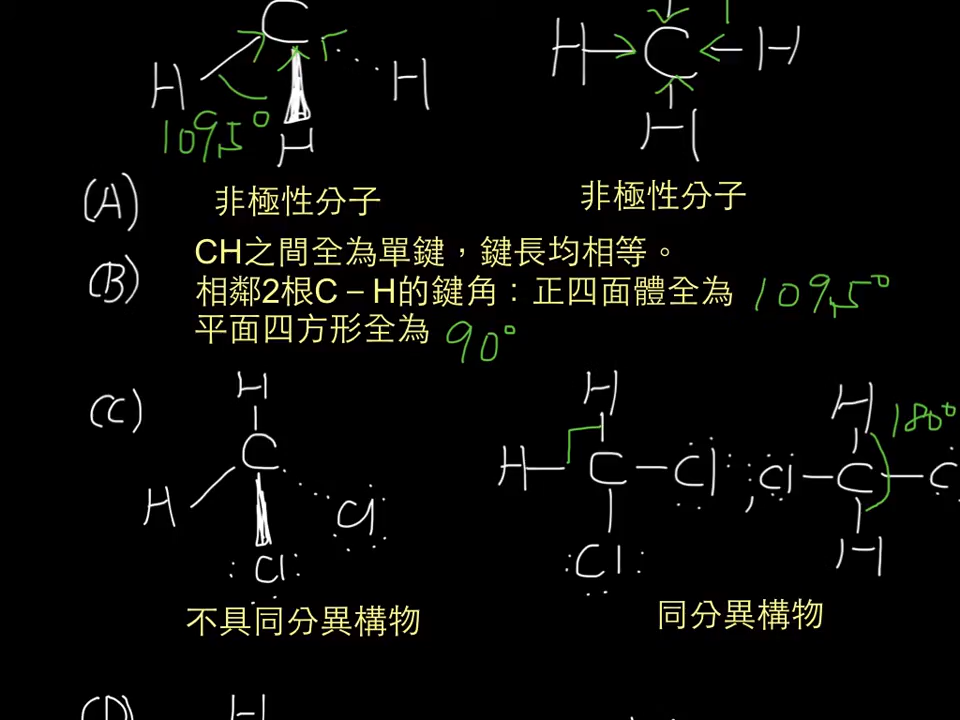 C C
H H H H
109.5° H H
(A) 非極性分子 非極性分子
(B) CH之間全為單鍵，鍵長均相等。
相鄰2根C – H的鍵角：正四面體全為 109.5°
平面四方形全為 90°
(C) H H H 180°
C H C Cl , Cl C C
H Cl
Cl Cl H
不具同分異構物 同分異構物
(D) H